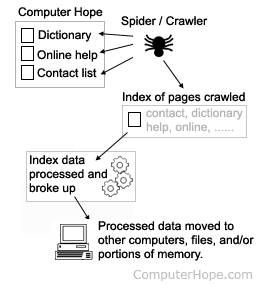 Computer Hope
Spider / Crawler
Dictionary
Online help
Contact list
Index of pages crawled
contact, dictionary
help, online, ......
Index data
processed and
broke up
Processed data moved to
other computers, files, and/or
portions of memory.
ComputerHope.com